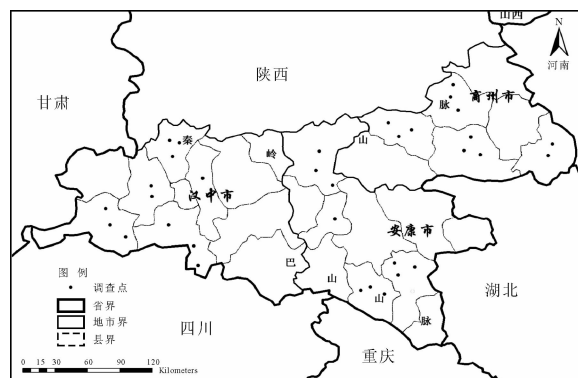 山西
N
河南
陕西
甘肃
脉 商州市
秦
岭
山
汉中市
安康市
巴
山
山
脉
湖北
四川
重庆
图 例
调查点
省界
地市界
县界
0 15 30 60 90 120
Kilometers